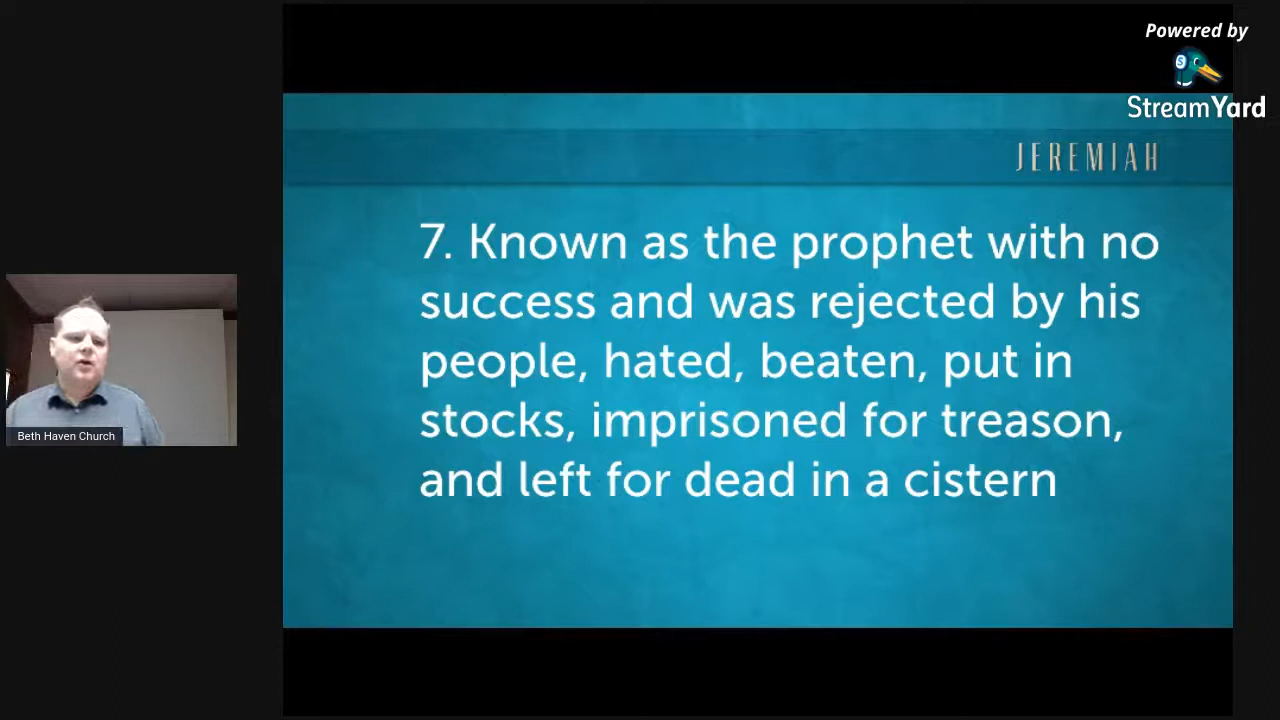 Powered by
StreamYard
JEREMIAH
7. Known as the prophet with no
success and was rejected by his
people, hated, beaten, put in
stocks, imprisoned for treason,
and left for dead in a cistern
Beth Haven Church